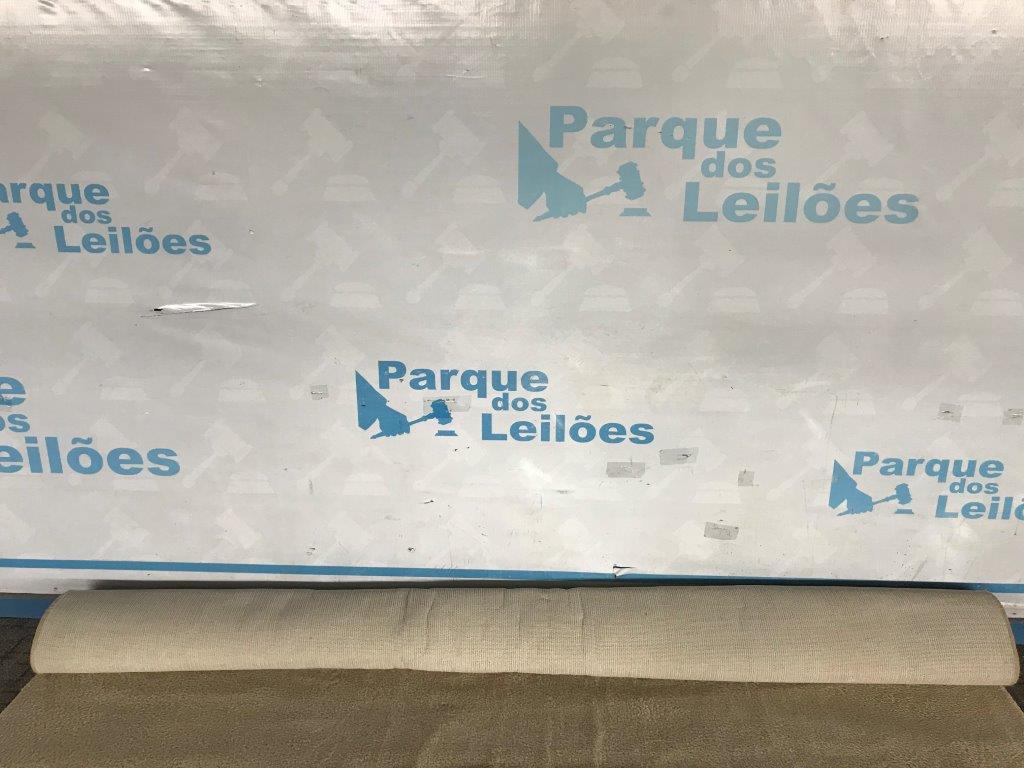 Parque
dos
Leilões
arque
dos
Leilões
Parque
dos
Leilões
e
os
eilões
Parque
dos
Leilõ